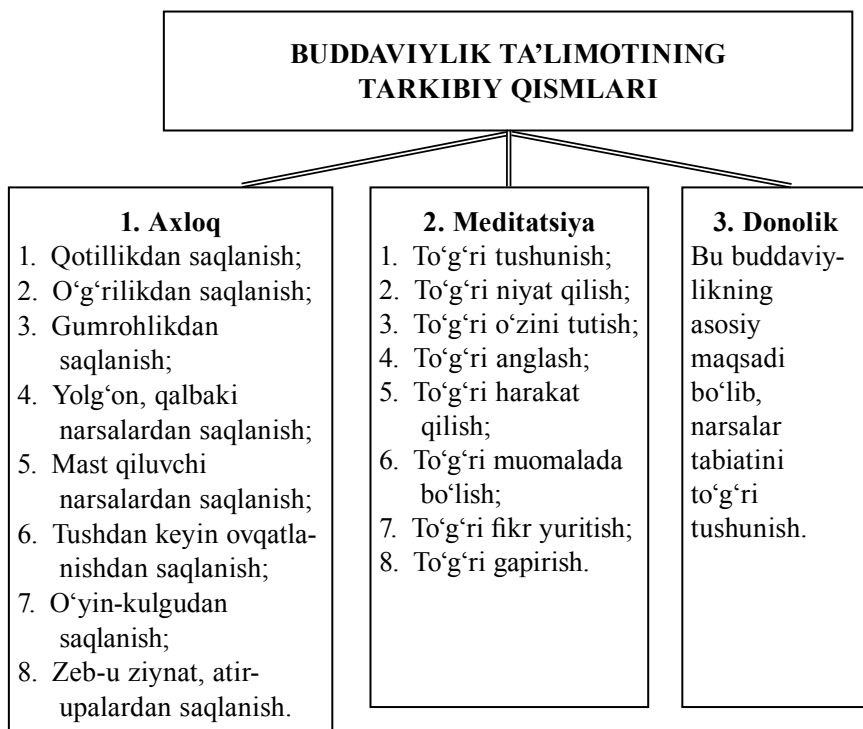 BUDDAVIYLIK TA’LIMOTINING
TARKIBIY QISMLARI
1. Axloq
1. Qotillikdan saqlanish;
2. O‘g‘rilikdan saqlanish;
3. Gumrohlikdan
saqlanish;
4. Yolg‘on, qalbaki
narsalardan saqlanish;
5. Mast qiluvchi
narsalardan saqlanish;
6. Tushdan keyin ovqatla-
nishdan saqlanish;
7. O‘yin-kulgudan
saqlanish;
8. Zeb-u ziynat, atir-
upalardan saqlanish.
2. Meditatsiya
1. To‘g‘ri tushunish;
2. To‘g‘ri niyat qilish;
3. To‘g‘ri o‘zini tutish;
4. To‘g‘ri anglash;
5. To‘g‘ri harakat
qilish;
6. To‘g‘ri muomalada
bo‘lish;
7. To‘g‘ri fikr yuritish;
8. To‘g‘ri gapirish.
3. Donolik
Bu buddaviy-
likning
asosiy
maqsadi
bo‘lib,
narsalar
tabiatini
to‘g‘ri
tushunish.